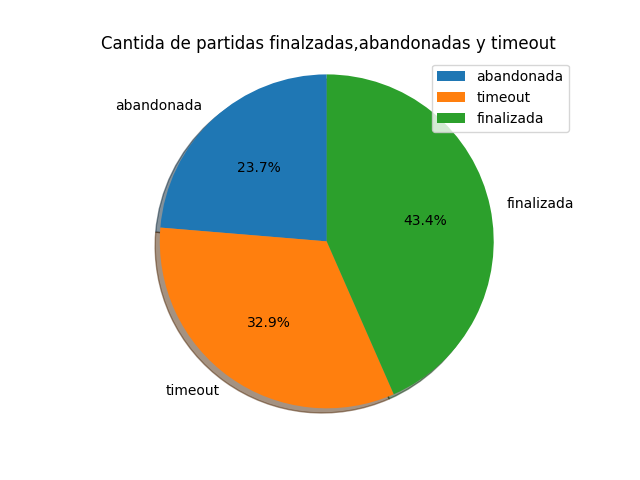 Cantida de partidas finalzadas,abandonadas y timeout
abandonada
timeout
finalizada
abandonada
23.7%
finalizada
43.4%
32.9%
timeout